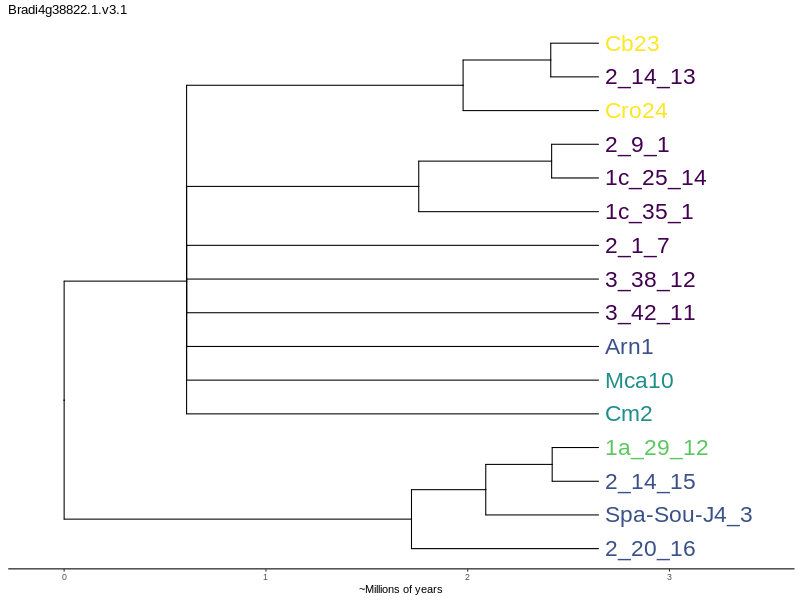 Bradi4g38822.1.v3.1
Cb23
2_14_13
Cro24
2_9_1
1c_25_14
1c_35_1
2_1_7
3_38_12
3_42_11
Arn1
Mca10
Cm2
1a_29_12
2_14_15
Spa-Sou-J4_3
2_20_16
0 1 2 3
~Millions of years